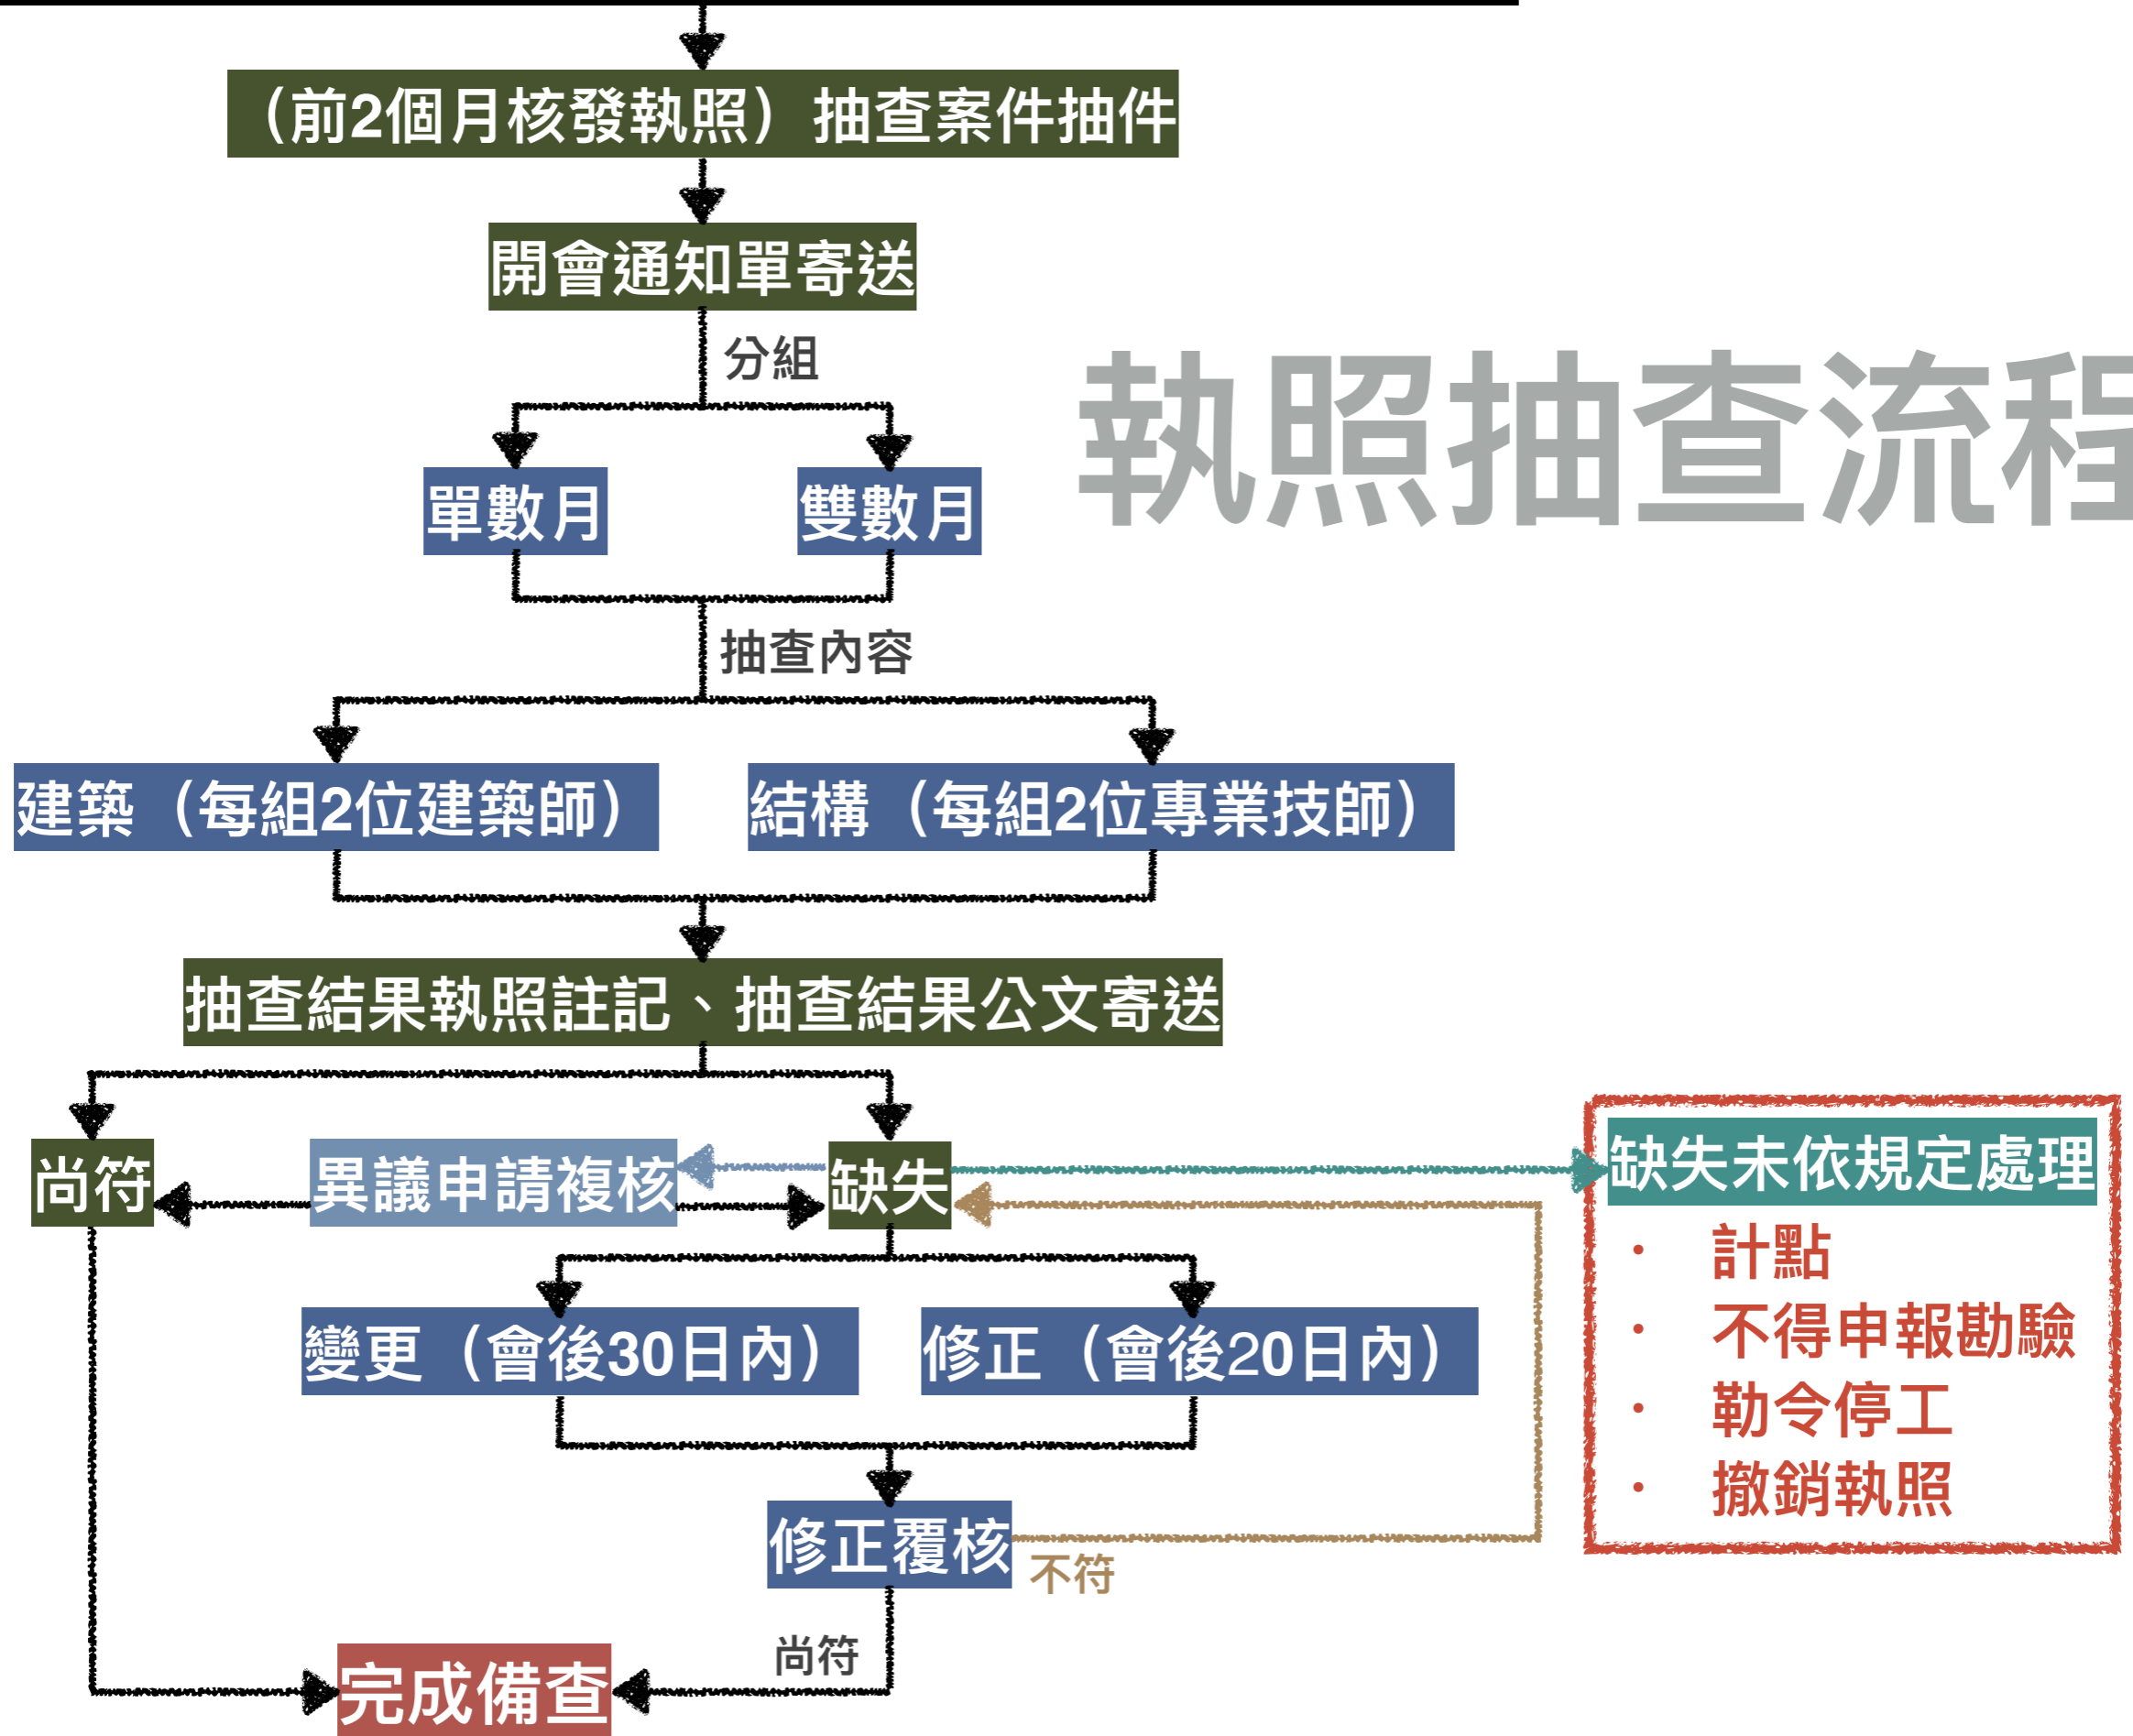 （前2個月核發執照）抽查案件抽件
開會通知單寄送
分組
執照抽查流程
單數月
雙數月
抽查內容
建築（每組2位建築師）
結構（每組2位專業技師）
抽查結果執照註記、抽查結果公文寄送
尚符
異議申請複核
缺失
缺失未依規定處理
• 計點
• 不得申報勘驗
• 勒令停工
• 撤銷執照
變更（會後30日內）
修正（會後20日內）
修正覆核
不符
尚符
完成備查